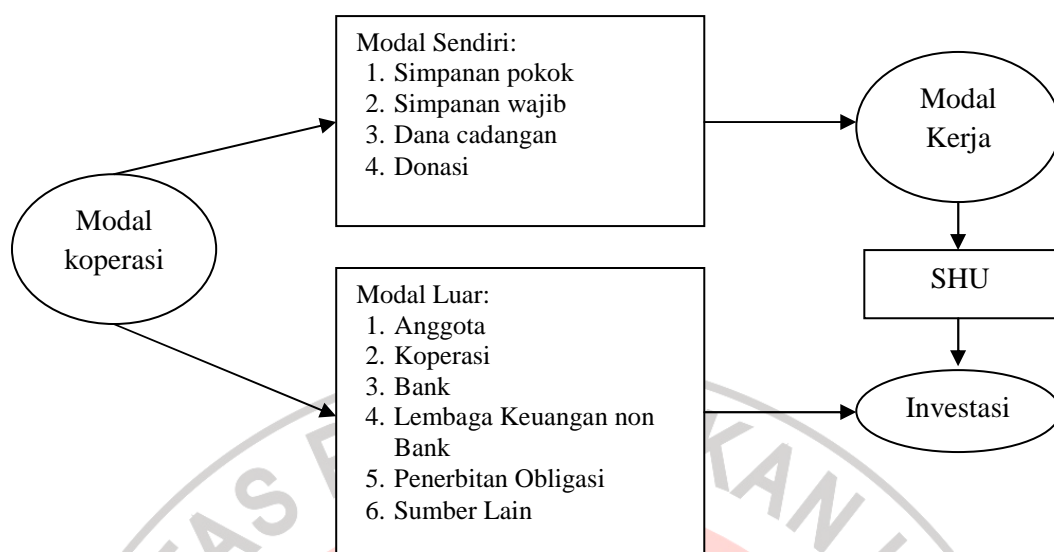 Modal
koperasi
Modal Sendiri:
1. Simpanan pokok
2. Simpanan wajib
3. Dana cadangan
4. Donasi
Modal Luar:
1. Anggota
2. Koperasi
3. Bank
4. Lembaga Keuangan non
Bank
5. Penerbitan Obligasi
6. Sumber Lain
Modal
Kerja
SHU
Investasi